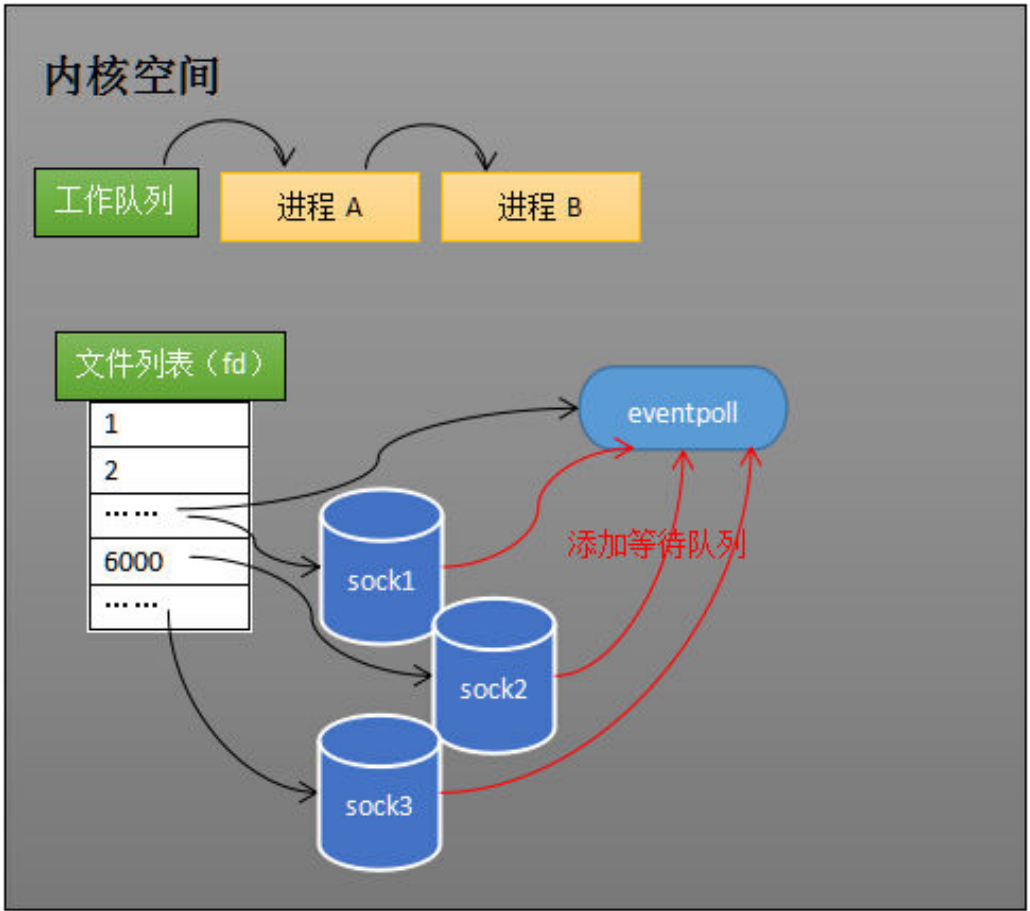 内核空间
工作队列
进程 A
进程 B
文件列表（fd）
1
2
……
6000
……
eventpoll
添加等待队列
sock1
sock2
sock3